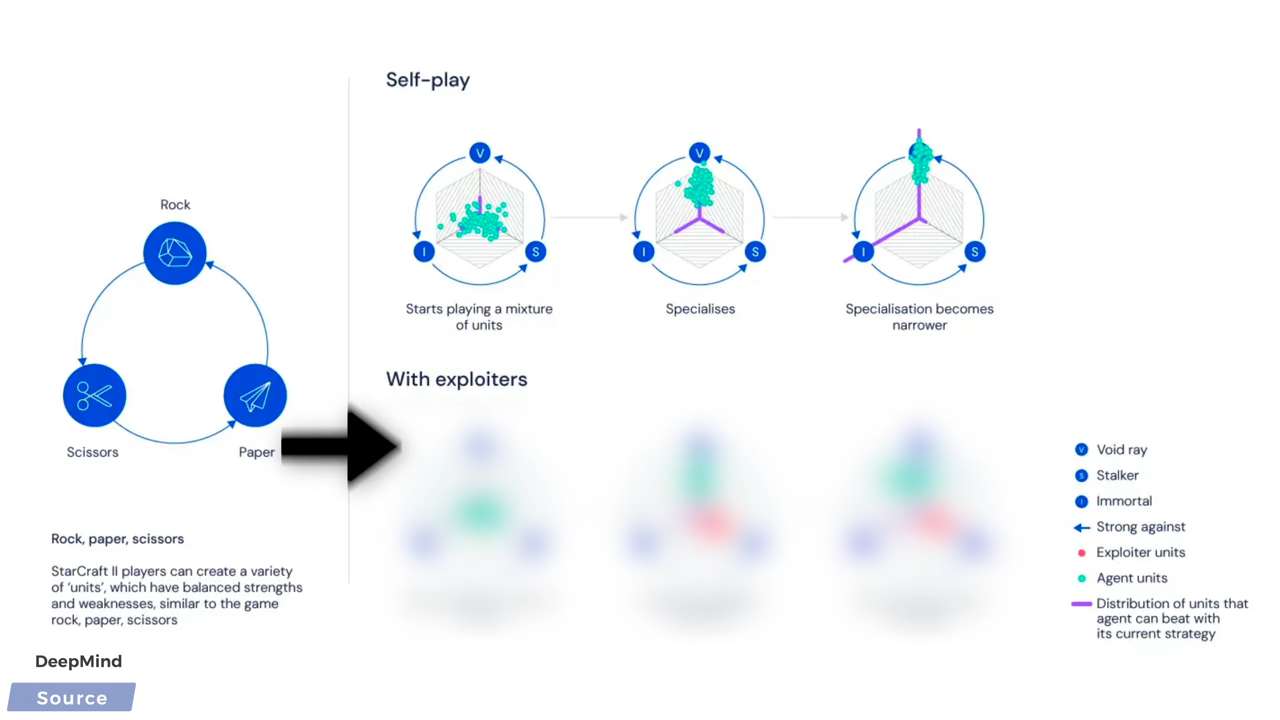 Self-play
Rock
Scissors
Paper
V
I
S
Starts playing a mixture
of units
V
I
S
Specialises
I
S
Specialisation becomes
narrower
With exploiters
Rock, paper, scissors
StarCraft II players can create a variety
of ‘units’, which have balanced strengths
and weaknesses, similar to the game
rock, paper, scissors
V Void ray
S Stalker
I Immortal
Strong against
Exploiter units
Agent units
Distribution of units that
agent can beat with
its current strategy
DeepMind
Source